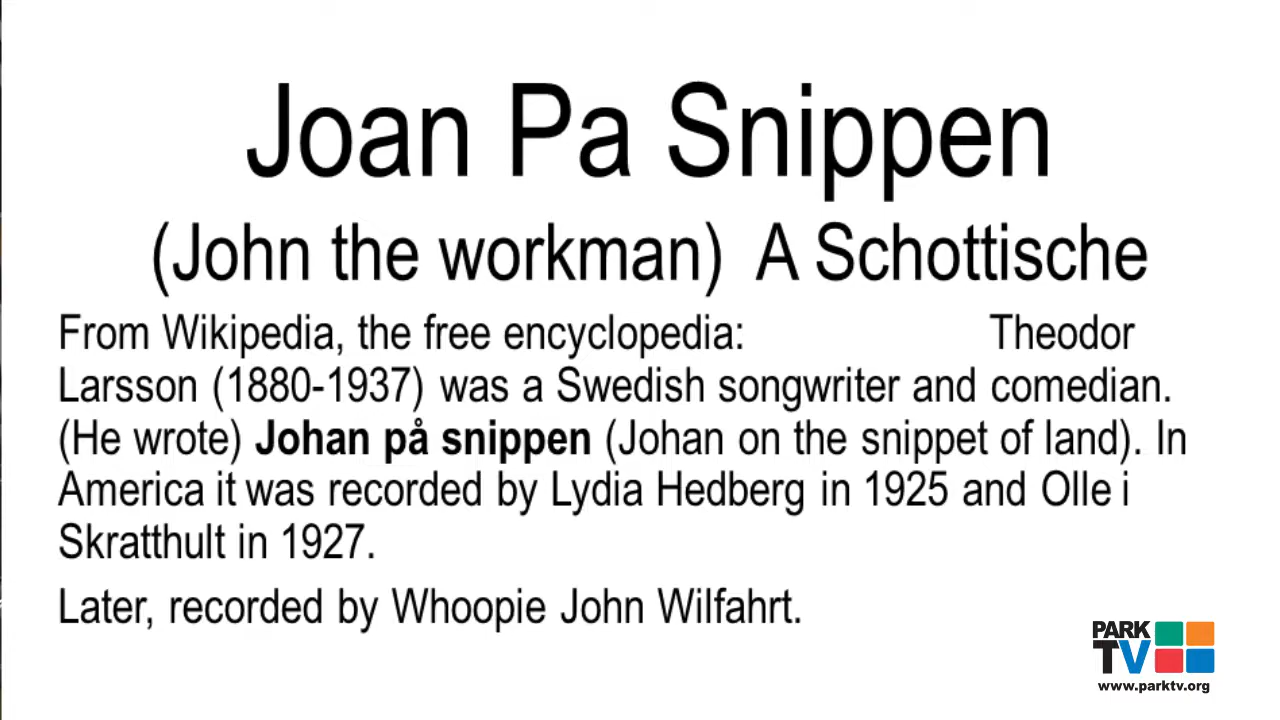 Joan Pa Snippen
(John the workman) A Schottische
From Wikipedia, the free encyclopedia: Theodor
Larsson (1880-1937) was a Swedish songwriter and comedian.
(He wrote) Johan på snippen (Johan on the snippet of land). In
America it was recorded by Lydia Hedberg in 1925 and Olle i
Skratthult in 1927.
Later, recorded by Whoopie John Wilfahrt.
PARK
TV
www.parktv.org